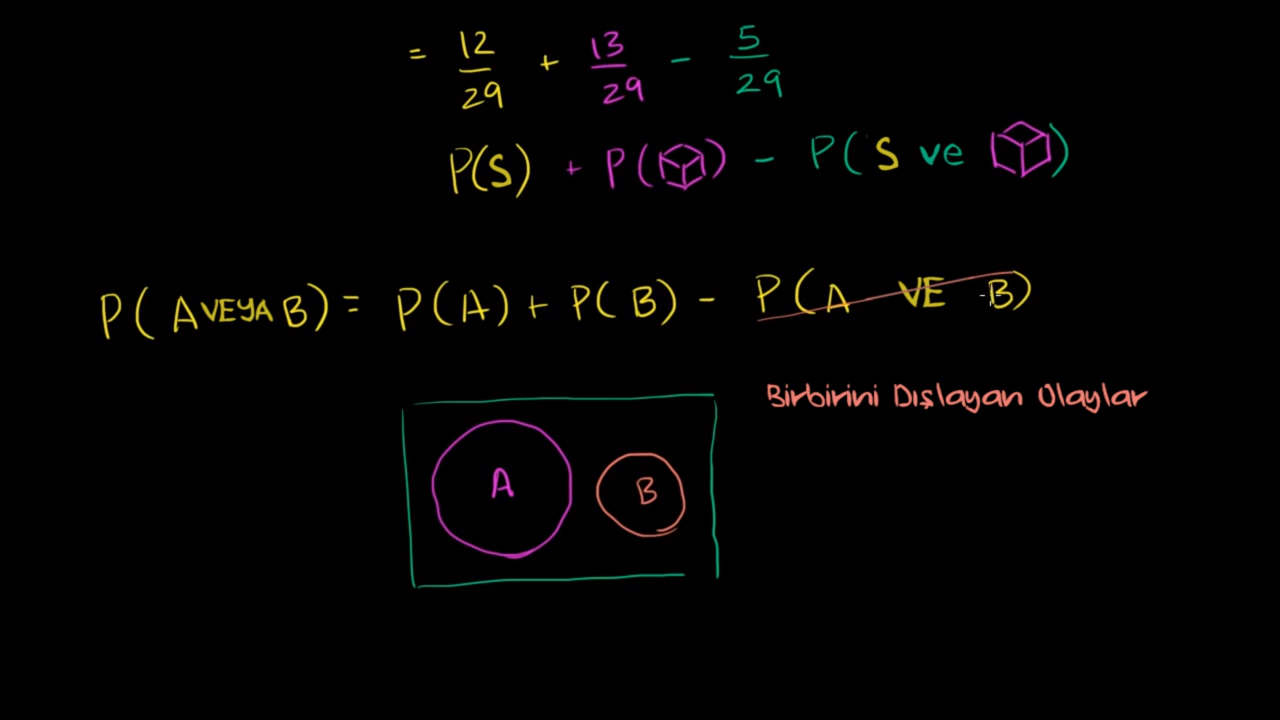 = 12/29 + 13/29 - 5/29
P(S) + P( ) - P( S ve )
P( A VEYA B) = P(A) + P( B) - P( A VE B)
Birbirini Dışlayan Olaylar
A B